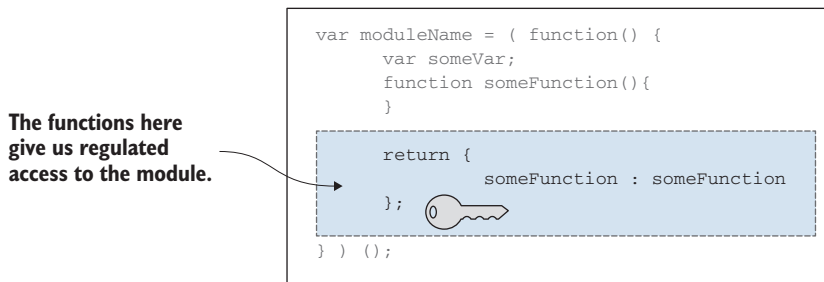 var moduleName = ( function() {
var someVar;
function someFunction(){
}
The functions here
give us regulated
access to the module.
return {
someFunction : someFunction
};
} ) ();